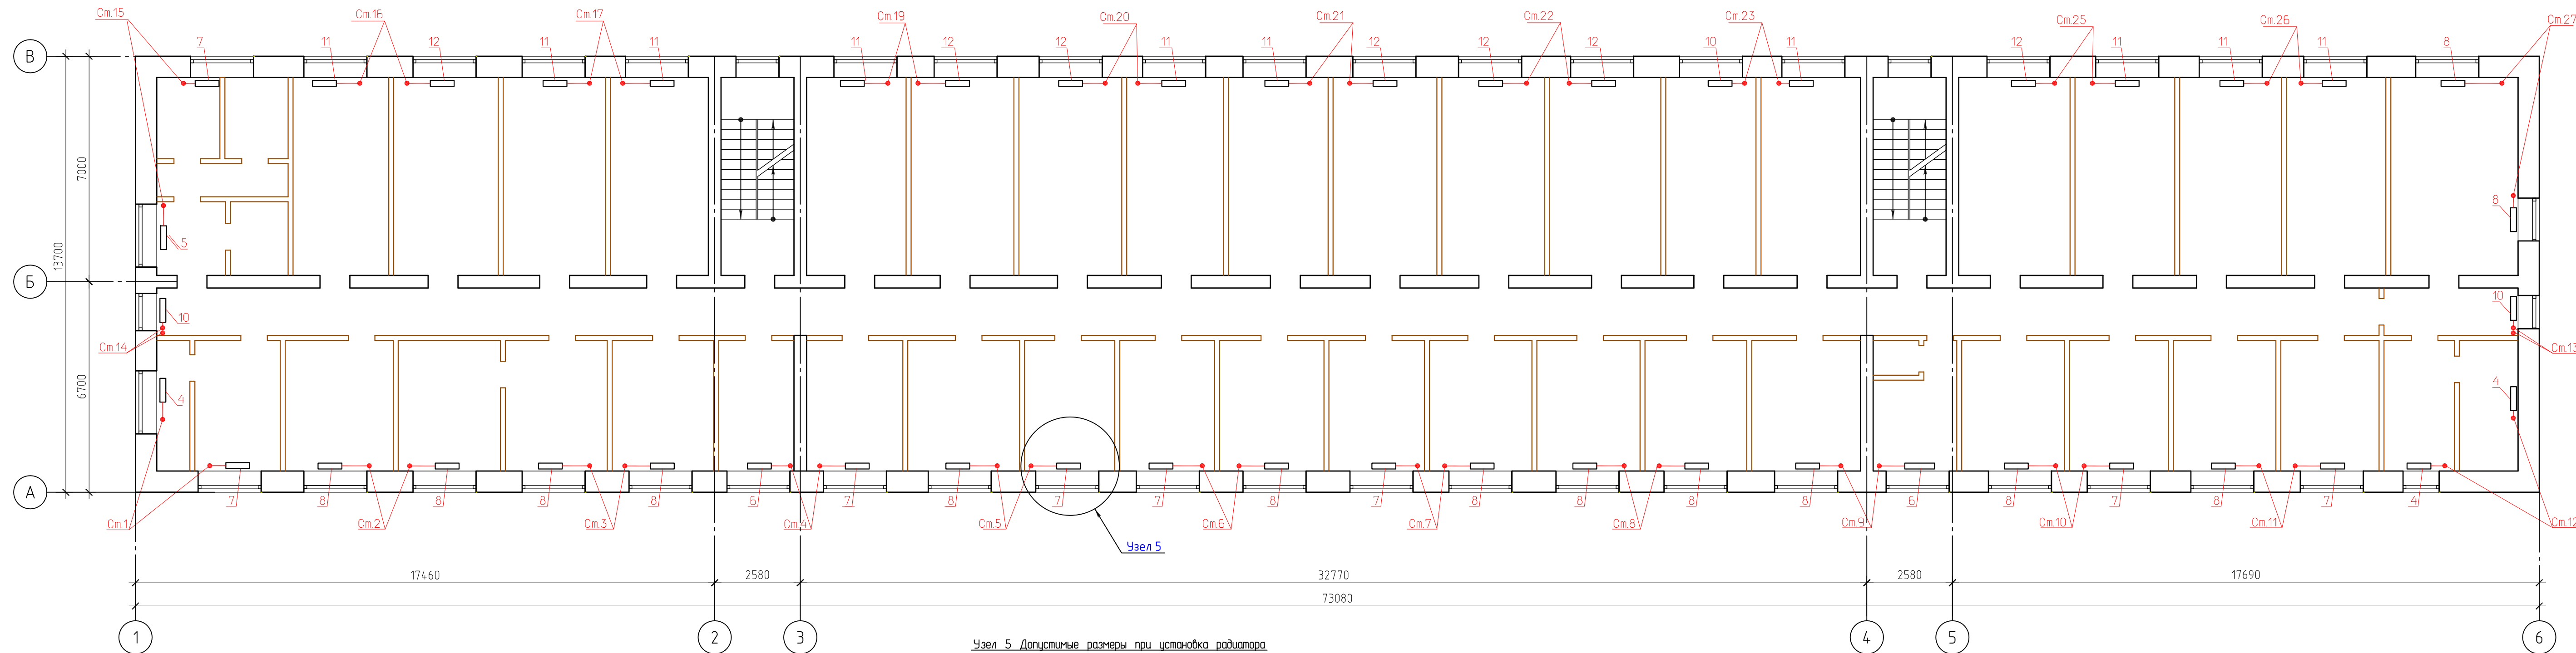 Ст.15
Ст.16
Ст.17
Ст.19
Ст.20
Ст.21
Ст.22
Ст.23
Ст.25
Ст.26
Ст.27
7
11
12
11
11
11
12
12
11
11
12
12
12
10
11
12
11
11
11
8
В
Б
А
13700
7000
6700
5
8
10
10
Ст.14
Ст.13
4
4
7
8
8
8
8
6
7
8
7
7
8
7
8
8
8
8
6
8
7
8
7
4
Ст.1
Ст.2
Ст.3
Ст.4
Ст.5
Ст.6
Ст.7
Ст.8
Ст.9
Ст.10
Ст.11
Ст.12
Узел 5
17460
2580
32770
2580
17690
73080
1
2
3
4
5
6
Узел 5 Допустимые размеры при установка радиатора